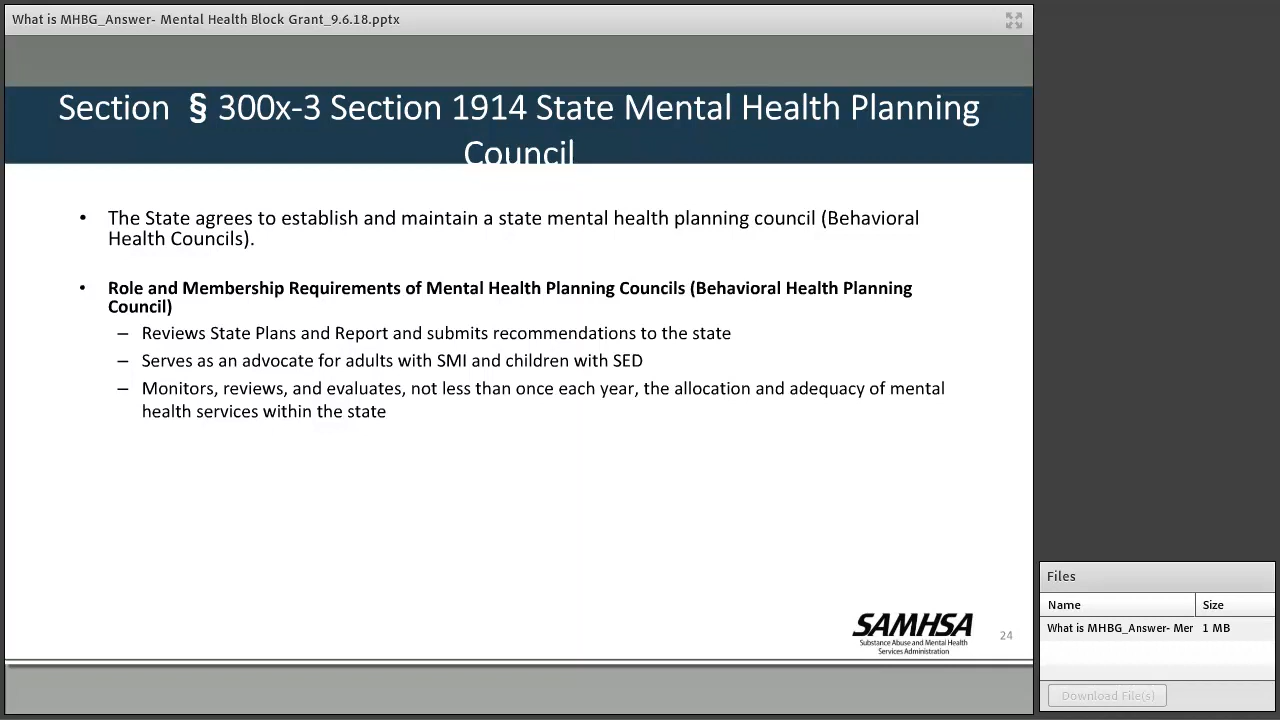 What is MHBG_Answer- Mental Health Block Grant_9.6.18.pptx
Section § 300x-3 Section 1914 State Mental Health Planning
Council
• The State agrees to establish and maintain a state mental health planning council (Behavioral
Health Councils).
• Role and Membership Requirements of Mental Health Planning Councils (Behavioral Health Planning
Council)
– Reviews State Plans and Report and submits recommendations to the state
– Serves as an advocate for adults with SMI and children with SED
– Monitors, reviews, and evaluates, not less than once each year, the allocation and adequacy of mental
health services within the state
SAMHSA
Substance Abuse and Mental Health
Services Administration
24
Files
Name Size
What is MHBG_Answer- Mer 1 MB
Download File(s)